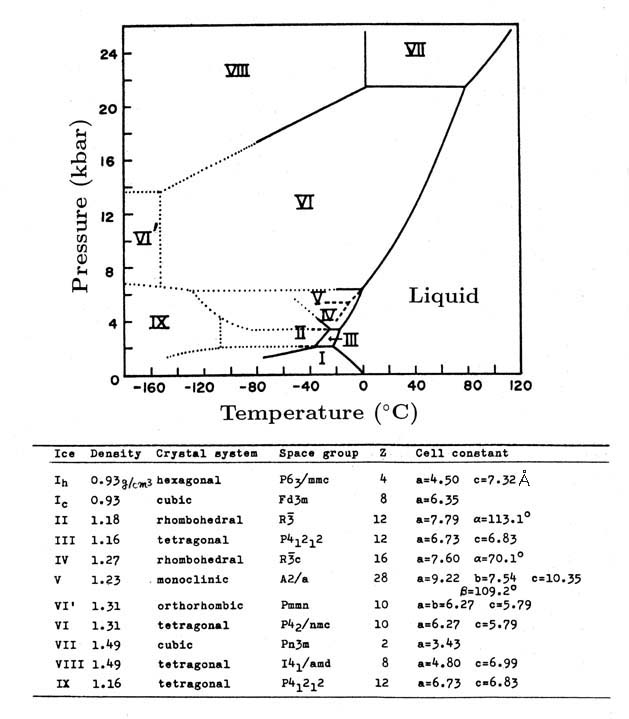 24
20
16
12
8
4
0
Pressure (kbar)
VIII
VII
VI
VI'
V
IV
IX
II
III
I
Liquid
-160 -120 -80 -40 0 40 80 120
Temperature (°C)
Ice Density Crystal system Space group Z Cell constant
Ih 0.93g/cm3 hexagonal P63/mmc 4 a=4.50 c=7.32Å
Ic 0.93 cubic Fd3m 8 a=6.35
II 1.18 rhombohedral R3̄ 12 a=7.79 α=113.1°
III 1.16 tetragonal P41212 12 a=6.73 c=6.83
IV 1.27 rhombohedral R3̄c 16 a=7.60 α=70.1°
V 1.23 monoclinic A2/a 28 a=9.22 b=7.54 c=10.35
β=109.2°
VI' 1.31 orthorhombic Pmmn 10 a=b=6.27 c=5.79
VI 1.31 tetragonal P42/nmc 10 a=6.27 c=5.79
VII 1.49 cubic Pn3m 2 a=3.43
VIII 1.49 tetragonal I41/amd 8 a=4.80 c=6.99
IX 1.16 tetragonal P41212 12 a=6.73 c=6.83